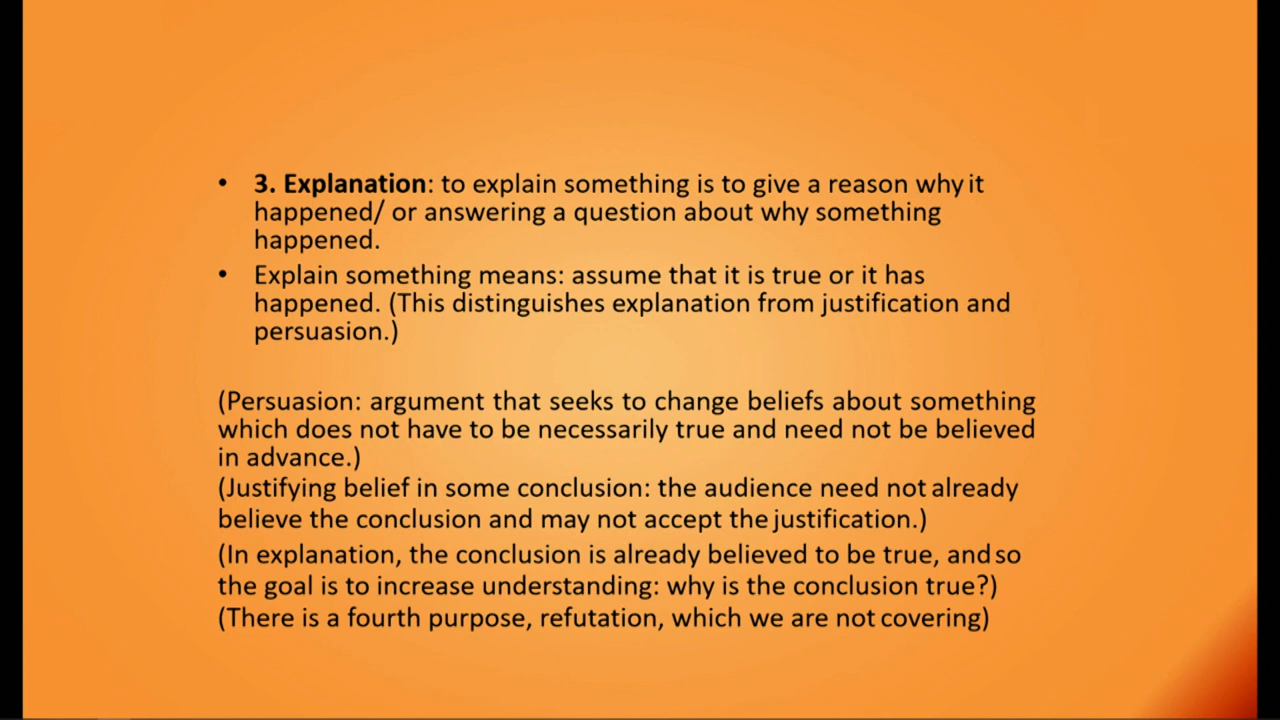 • 3. Explanation: to explain something is to give a reason why it
happened/ or answering a question about why something
happened.
• Explain something means: assume that it is true or it has
happened. (This distinguishes explanation from justification and
persuasion.)
(Persuasion: argument that seeks to change beliefs about something
which does not have to be necessarily true and need not be believed
in advance.)
(Justifying belief in some conclusion: the audience need not already
believe the conclusion and may not accept the justification.)
(In explanation, the conclusion is already believed to be true, and so
the goal is to increase understanding: why is the conclusion true?)
(There is a fourth purpose, refutation, which we are not covering)